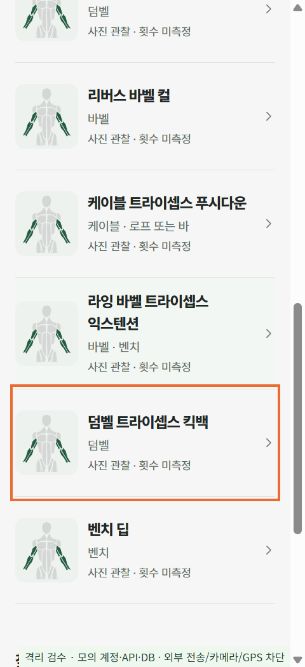 덤벨
사진 관찰 · 횟수 미측정
리버스 바벨 컬
바벨
사진 관찰 · 횟수 미측정
케이블 트라이셉스 푸시다운
케이블 · 로프 또는 바
사진 관찰 · 횟수 미측정
라잉 바벨 트라이셉스
익스텐션
바벨 · 벤치
사진 관찰 · 횟수 미측정
덤벨 트라이셉스 킥백
덤벨
사진 관찰 · 횟수 미측정
벤치 딥
벤치
사진 관찰 · 횟수 미측정
격리 검수 · 모의 계정·API·DB · 외부 전송/카메라/GPS 차단